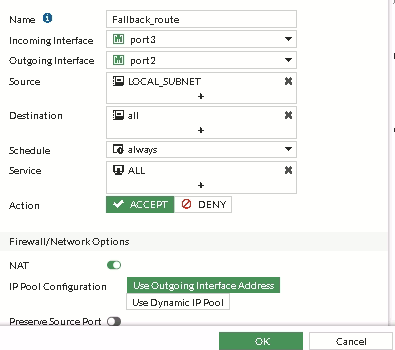 Name Fallback_route
Incoming Interface port3
Outgoing Interface port2
Source LOCAL_SUBNET
+
Destination all
+
Schedule always
Service ALL
+
Action ACCEPT DENY
Firewall/Network Options
NAT
IP Pool Configuration Use Outgoing Interface Address
Use Dynamic IP Pool
Preserve Source Port
OK Cancel